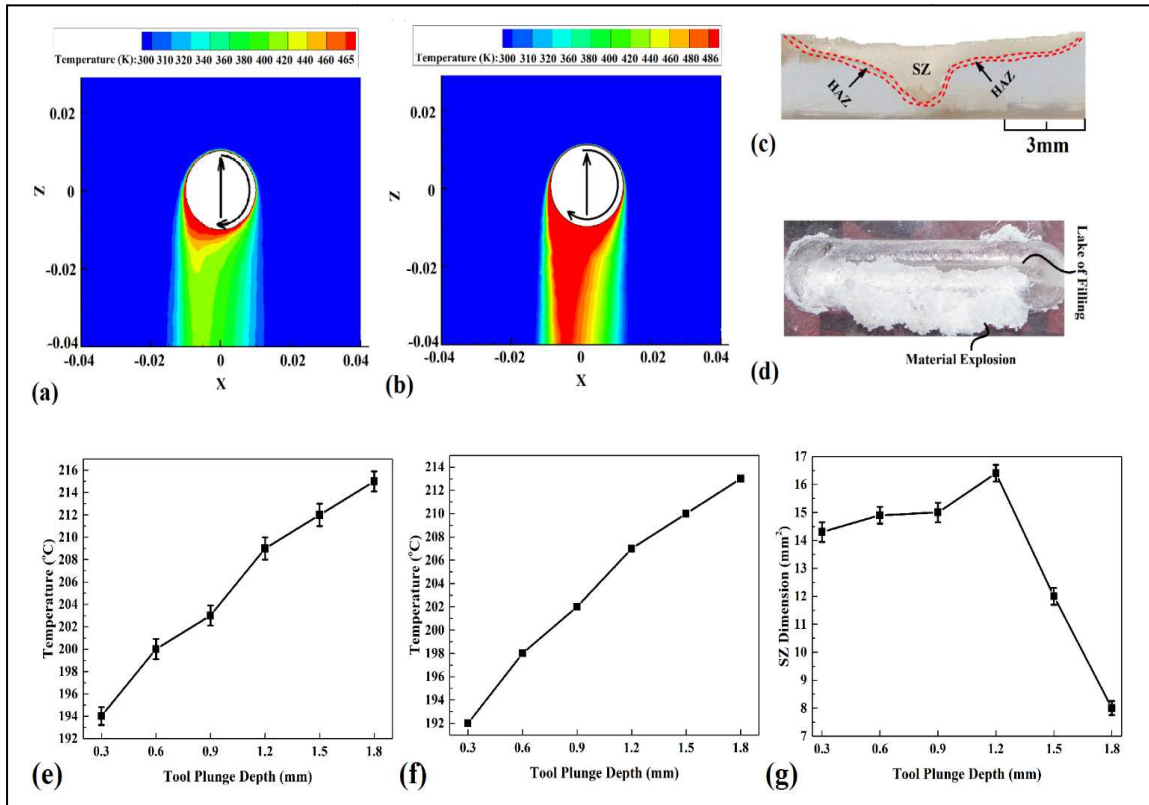 Temperature (K): 300 310 320 340 360 380 400 420 440 460 465
0.02
0
-0.02
-0.04
Z
-0.04 -0.02 0 0.02 0.04
X
(a)
Temperature (K): 300 310 320 340 360 380 400 420 440 460 480 486
0.02
0
-0.02
-0.04
Z
-0.04 -0.02 0 0.02 0.04
X
(b)
SZ
HAZ
HAZ
3mm
(c)
Lake of Filling
Material Explosion
(d)
216
214
212
210
208
206
204
202
200
198
196
194
192
Temperature (°C)
0.3 0.6 0.9 1.2 1.5 1.8
Tool Plunge Depth (mm)
(e)
214
212
210
208
206
204
202
200
198
196
194
192
Temperature (°C)
0.3 0.6 0.9 1.2 1.5 1.8
Tool Plunge Depth (mm)
(f)
17
16
15
14
13
12
11
10
9
8
7
SZ Dimension (mm²)
0.3 0.6 0.9 1.2 1.5 1.8
Tool Plunge Depth (mm)
(g)